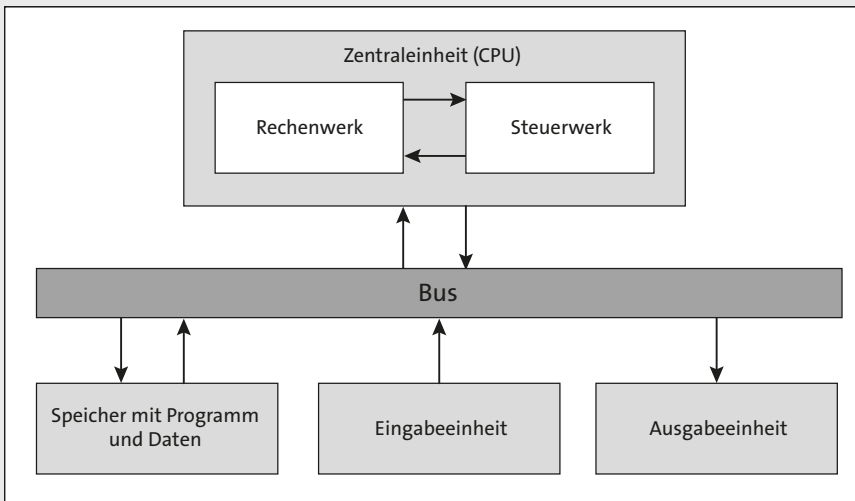 Zentraleinheit (CPU)
Rechenwerk
Steuerwerk
Bus
Speicher mit Programm
und Daten
Eingabeeinheit
Ausgabeeinheit